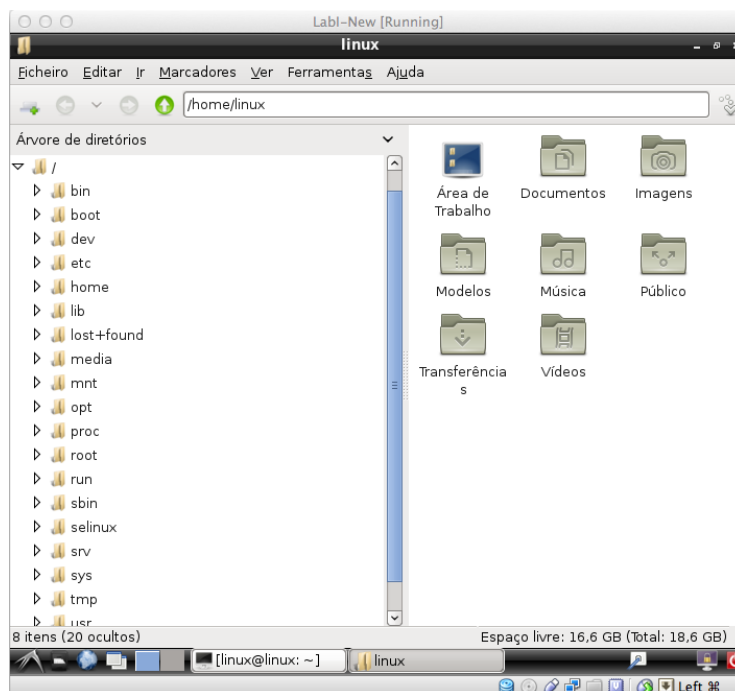 LabI-New [Running]
linux
Ficheiro Editar Ir Marcadores Ver Ferramentas Ajuda
/home/linux
Árvore de diretórios
/
bin
boot
dev
etc
home
lib
lost+found
media
mnt
opt
proc
root
run
sbin
selinux
srv
sys
tmp
usr
Área de
Trabalho
Documentos
Imagens
Modelos
Música
Público
Transferência
s
Vídeos
8 itens (20 ocultos)
Espaço livre: 16,6 GB (Total: 18,6 GB)
[linux@linux: ~]
linux
Left ⌘